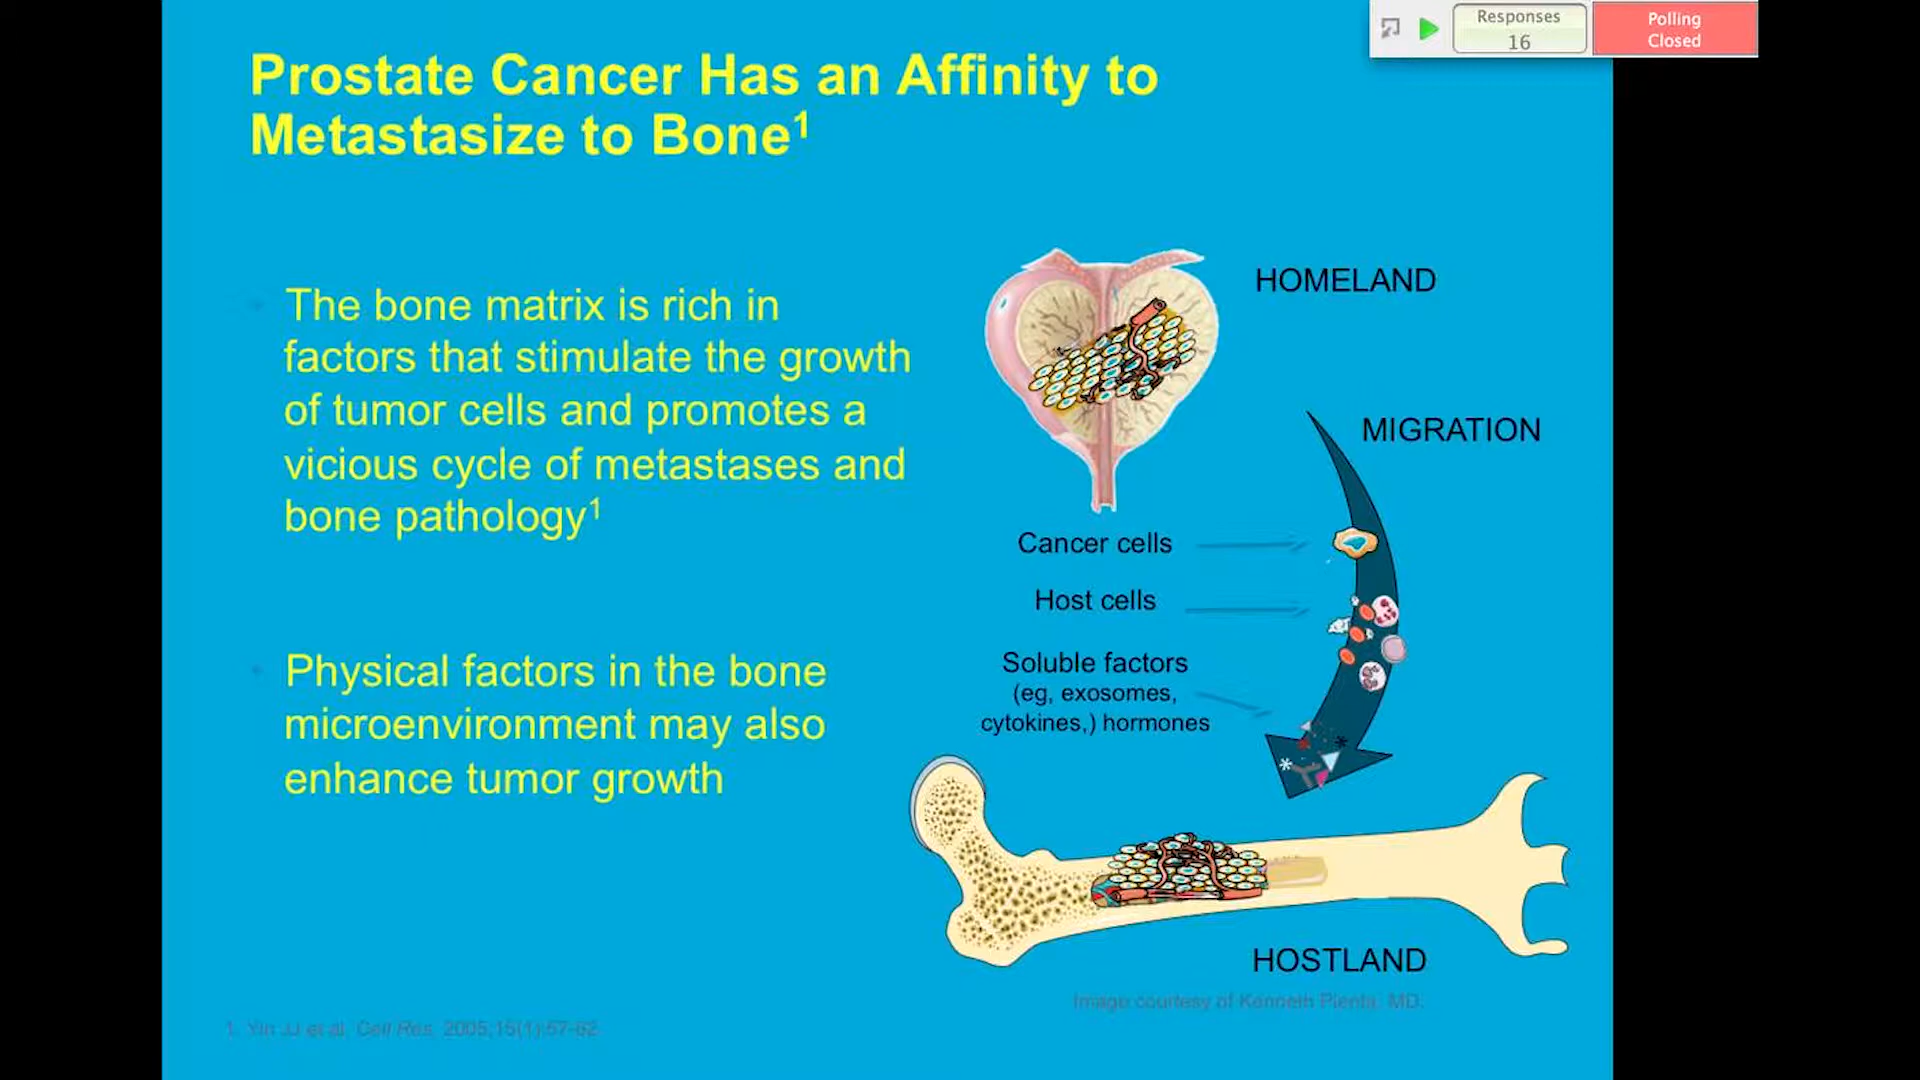 Responses
16
Polling
Closed
Prostate Cancer Has an Affinity to
Metastasize to Bone¹
The bone matrix is rich in
factors that stimulate the growth
of tumor cells and promotes a
vicious cycle of metastases and
bone pathology¹
Physical factors in the bone
microenvironment may also
enhance tumor growth
HOMELAND
MIGRATION
Cancer cells
Host cells
Soluble factors
(eg, exosomes,
cytokines,) hormones
HOSTLAND
Image courtesy of Kenneth Pienta, MD.
1. Yin JJ et al. Cell Res. 2005;15(1):57-62